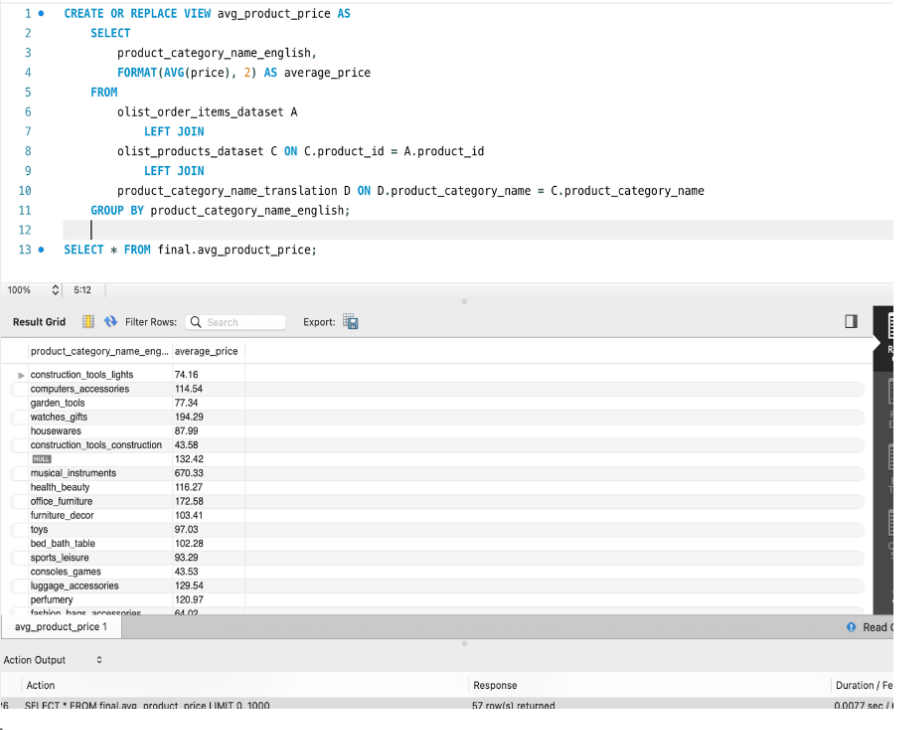 1 CREATE OR REPLACE VIEW avg_product_price AS
2 SELECT
3 product_category_name_english,
4 FORMAT(AVG(price), 2) AS average_price
5 FROM
6 olist_order_items_dataset A
7 LEFT JOIN
8 olist_products_dataset C ON C.product_id = A.product_id
9 LEFT JOIN
10 product_category_name_translation D ON D.product_category_name = C.product_category_name
11 GROUP BY product_category_name_english;
12
13 SELECT * FROM final.avg_product_price;
100% 5:12
Result Grid Filter Rows: Search Export:
product_category_name_eng... average_price
construction_tools_lights 74.16
computers_accessories 114.54
garden_tools 77.34
watches_gifts 194.29
housewares 87.99
construction_tools_construction 43.58
NULL 132.42
musical_instruments 670.33
health_beauty 116.27
office_furniture 172.58
furniture_decor 103.41
toys 97.03
bed_bath_table 102.28
sports_leisure 93.29
consoles_games 43.53
luggage_accessories 129.54
perfumery 120.97
fashion_bags_accessories 64.02
avg_product_price 1 Read
Action Output
Action Response Duration / Fe
SELECT * FROM final.avg_product_price LIMIT 0, 1000 57 row(s) returned 0.0077 sec /